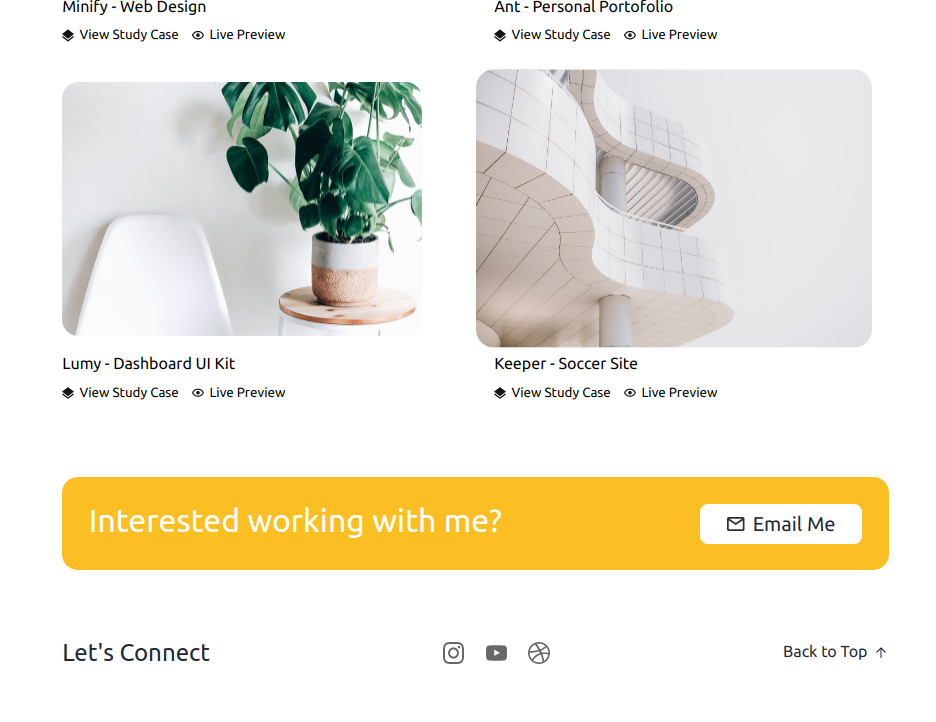 Minify - Web Design
Ant - Personal Portofolio
View Study Case Live Preview
View Study Case Live Preview
Lumy - Dashboard UI Kit
Keeper - Soccer Site
View Study Case Live Preview
View Study Case Live Preview
Interested working with me?
Email Me
Let's Connect
Back to Top